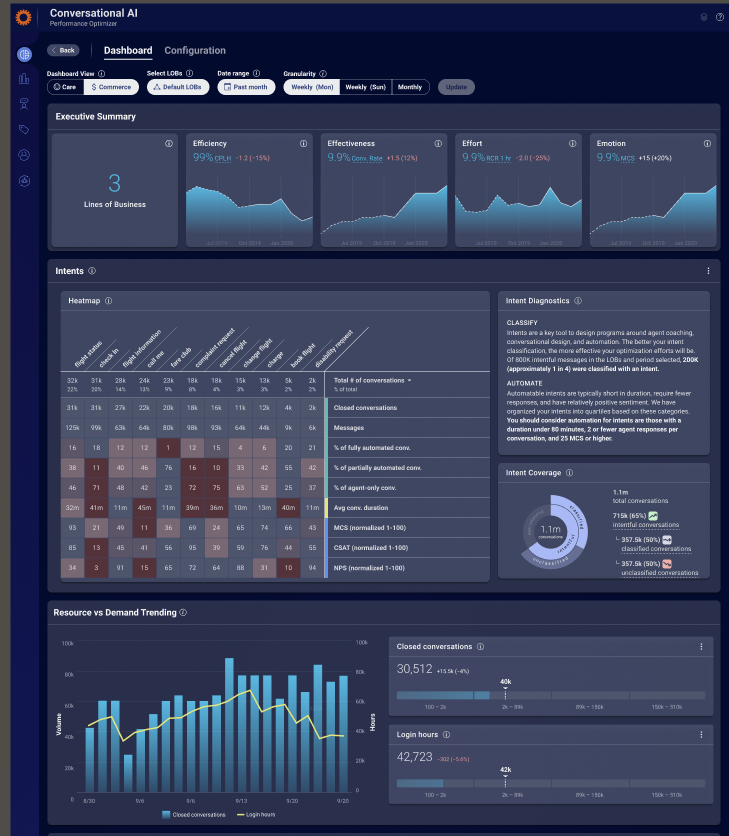 Conversational AI
Performance Optimizer
Back
Dashboard
Configuration
Dashboard View
Select LOBs
Date range
Granularity
Care
$ Commerce
Default LOBs
Past month
Weekly (Mon)
Weekly (Sun)
Monthly
Update
Executive Summary
3
Lines of Business
Efficiency
99% CPLH -1.2 (-15%)
Jul 2019 Oct 2019 Jan 2020
Effectiveness
9.9% Conv. Rate +1.5 (12%)
Jul 2019 Oct 2019 Jan 2020
Effort
9.9% RCR 1 hr -2.0 (-25%)
Jul 2019 Oct 2019 Jan 2020
Emotion
9.9% MCS +15 (+20%)
Jul 2019 Oct 2019 Jan 2020
Intents
Heatmap
flight status
check in
flight information
call me
fare club
complaint request
cancel flight
change flight
charge
book flight
disability request
32k 31k 28k 24k 23k 18k 18k 15k 13k 5k 2k Total # of conversations
22% 20% 14% 13% 9% 8% 4% 3% 3% 2% 2% % of total
31k 31k 27k 22k 20k 18k 16k 11k 12k 4k 2k Closed conversations
125k 99k 63k 64k 80k 98k 93k 64k 44k 9k 6k Messages
16 18 12 12 1 12 15 4 6 20 21 % of fully automated conv.
38 11 40 46 76 16 10 33 42 55 42 % of partially automated conv.
46 71 48 42 23 72 75 63 52 25 37 % of agent-only conv.
32m 41m 11m 45m 11m 39m 36m 10m 13m 40m 11m Avg conv. duration
93 21 49 11 36 69 24 65 74 66 43 MCS (normalized 1-100)
85 13 45 41 56 95 39 59 76 44 55 CSAT (normalized 1-100)
34 3 91 15 65 72 64 88 31 10 94 NPS (normalized 1-100)
Intent Diagnostics
CLASSIFY
Intents are a key tool to design programs around agent coaching,
conversation design, and automation. The better your intent
classification, the more effective your optimization efforts will be.
Of 800K intentful messages in the LOBs and period selected, 200K
(approximately 1 in 4) were classified with an intent.
AUTOMATE
Automatable intents are typically short in duration, require fewer
responses, and have relatively positive sentiment. We have
organized your intents into quartiles based on these categories.
You should consider automation for intents are those with a
duration under 80 minutes, 2 or fewer agent responses per
conversation, and 25 MCS or higher.
Intent Coverage
1.1m
conversations
classified
intentful
unclassified
1.1m
total conversations
715k (65%)
intentful conversations
357.5k (50%)
classified conversations
357.5k (50%)
unclassified conversations
Resource vs Demand Trending
100k
80k
60k
40k
20k
0
Volume
100k
80k
60k
40k
20k
0
Hours
8/30 9/6 9/6 9/13 9/20 9/20
Closed conversations Login hours
Closed conversations
30,512 +15.5k (-4%)
40k
100 – 2k 2k – 89k 89k – 150k 150k – 510k
Login hours
42,723 -302 (-5.6%)
42k
100 – 2k 2k – 89k 89k – 150k 150k – 510k